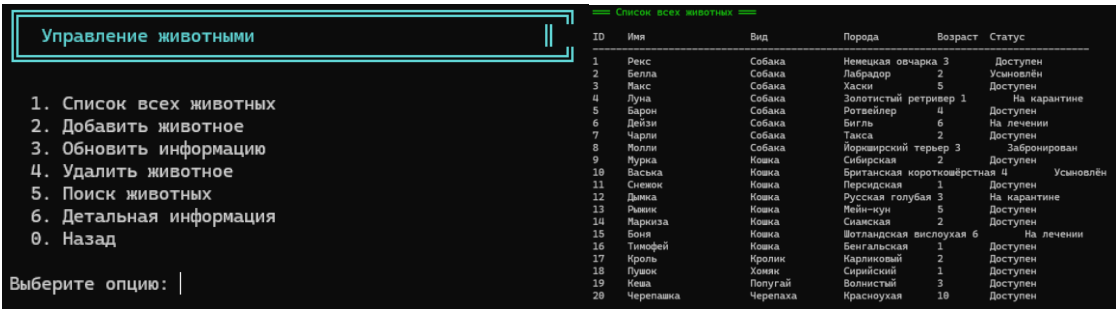 Управление животными
1. Список всех животных
2. Добавить животное
3. Обновить информацию
4. Удалить животное
5. Поиск животных
6. Детальная информация
0. Назад
Выберите опцию:
=== Список всех животных ===
ID Имя Вид Порода Возраст Статус
1 Рекс Собака Немецкая овчарка 3 Доступен
2 Белла Собака Лабрадор 2 Усыновлён
3 Макс Собака Хаски 5 Доступен
4 Луна Собака Золотистый ретривер 1 На карантине
5 Барон Собака Ротвейлер 4 Доступен
6 Дейзи Собака Бигль 6 На лечении
7 Чарли Собака Такса 2 Доступен
8 Молли Собака Йоркширский терьер 3 Забронирован
9 Мурка Кошка Сибирская 2 Доступен
10 Васька Кошка Британская короткошёрстная 4 Усыновлён
11 Снежок Кошка Персидская 1 Доступен
12 Дымка Кошка Русская голубая 3 На карантине
13 Рыжик Кошка Мейн-кун 5 Доступен
14 Маркиза Кошка Сиамская 2 Доступен
15 Боня Кошка Шотландская вислоухая 6 На лечении
16 Тимофей Кошка Бенгальская 1 Доступен
17 Кроль Кролик Карликовый 2 Доступен
18 Пушок Хомяк Сирийский 1 Доступен
19 Кеша Попугай Волнистый 3 Доступен
20 Черепашка Черепаха Красноухая 10 Доступен